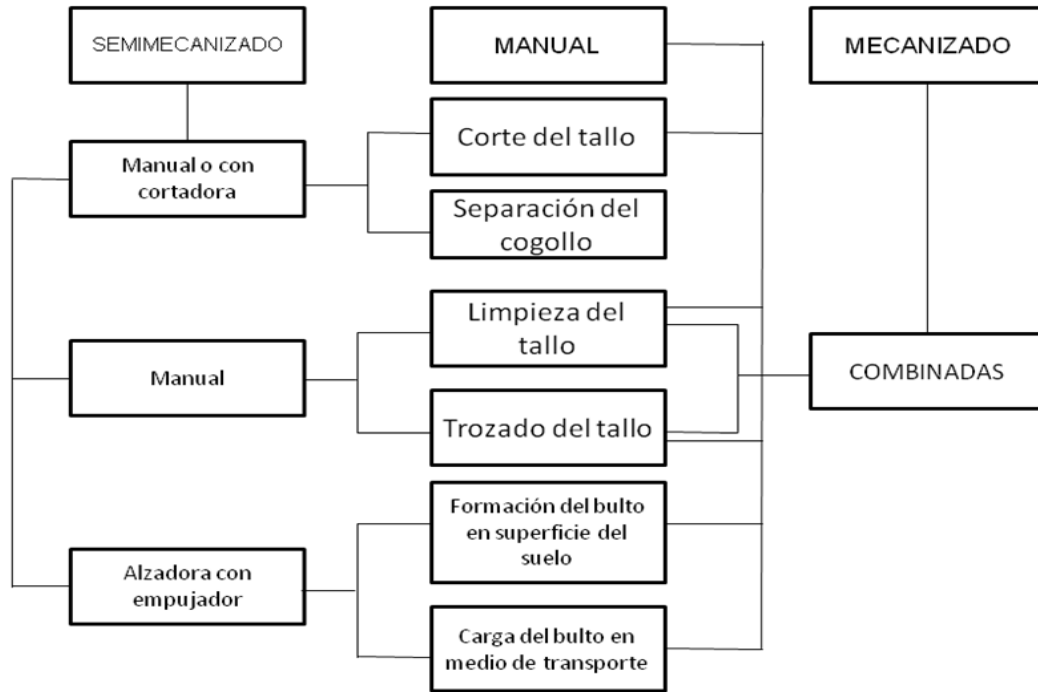 SEMIMECANIZADO
MANUAL
MECANIZADO
Manual o con
cortadora
Corte del tallo
Separación del
cogollo
Manual
Limpieza del
tallo
Trozado del tallo
COMBINADAS
Alzadora con
empujador
Formación del bulto
en superficie del
suelo
Carga del bulto en
medio de transporte